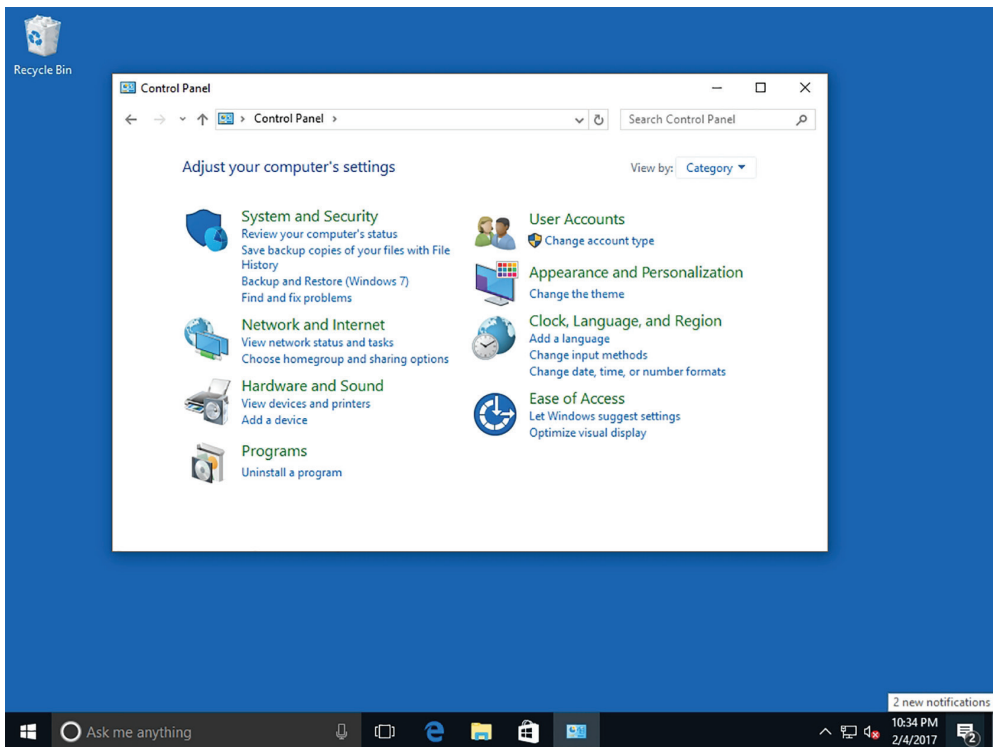 Recycle Bin
Control Panel
Control Panel
Search Control Panel
Adjust your computer's settings
View by: Category
System and Security
Review your computer's status
Save backup copies of your files with File
History
Backup and Restore (Windows 7)
Find and fix problems
Network and Internet
View network status and tasks
Choose homegroup and sharing options
Hardware and Sound
View devices and printers
Add a device
Programs
Uninstall a program
User Accounts
Change account type
Appearance and Personalization
Change the theme
Clock, Language, and Region
Add a language
Change input methods
Change date, time, or number formats
Ease of Access
Let Windows suggest settings
Optimize visual display
2 new notifications
Ask me anything
10:34 PM
2/4/2017
2